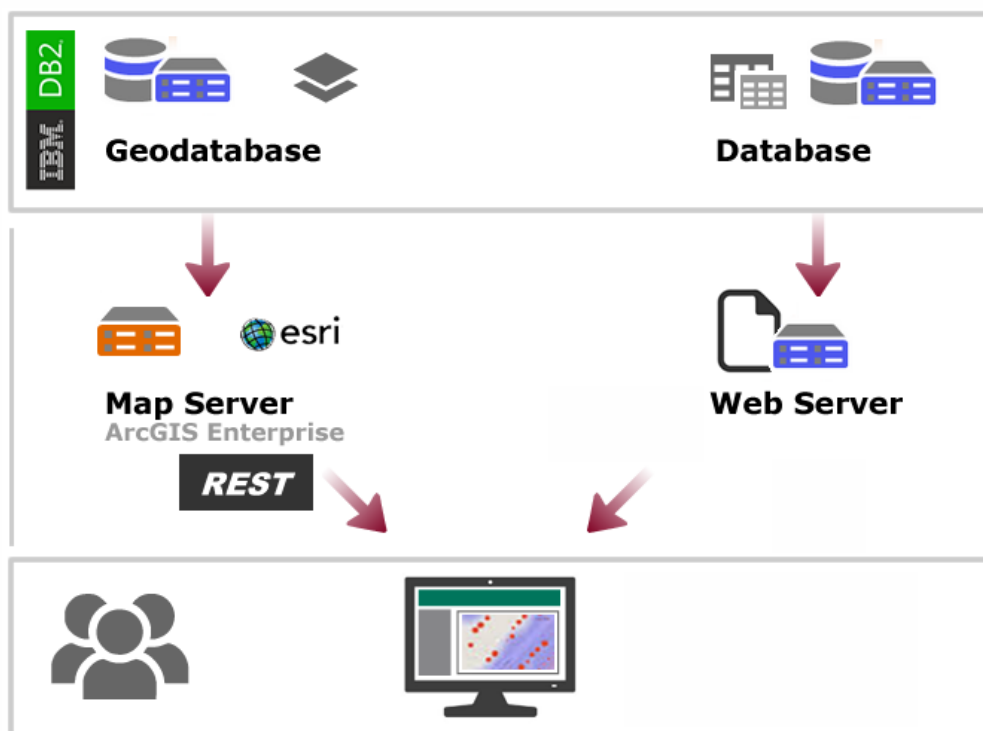 DB2
IBM
Geodatabase
Database
esri
Map Server
ArcGIS Enterprise
Web Server
REST